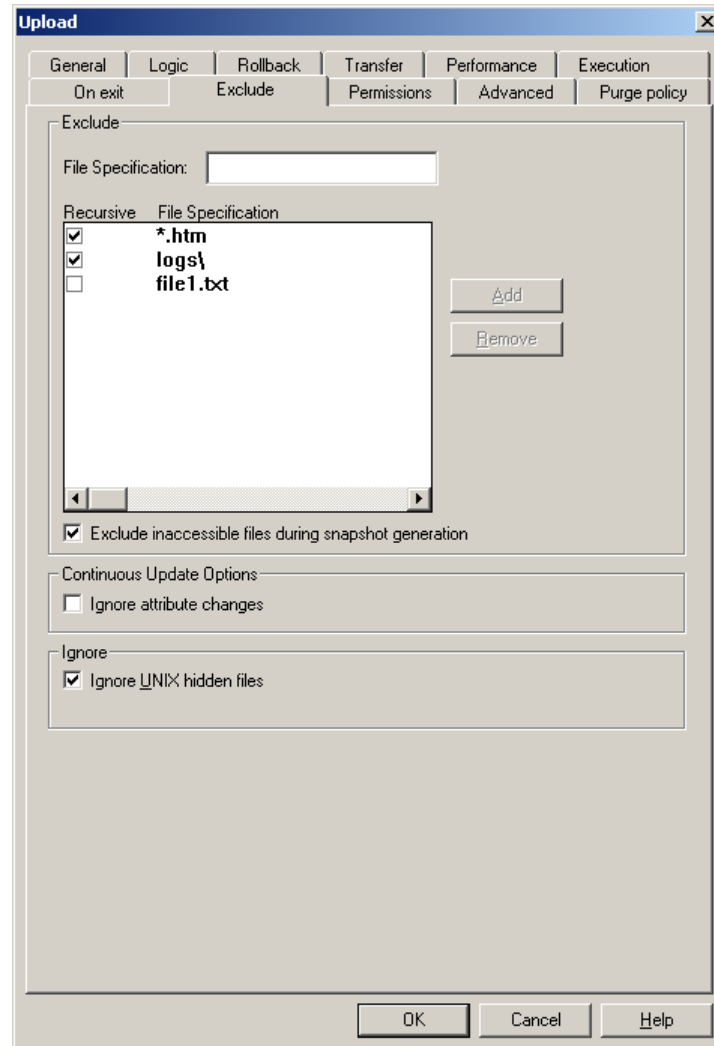 Upload
General Logic Rollback Transfer Performance Execution
On exit Exclude Permissions Advanced Purge policy
Exclude
File Specification:
Recursive File Specification
*.htm
logs\
file1.txt
Add
Remove
Exclude inaccessible files during snapshot generation
Continuous Update Options
Ignore attribute changes
Ignore
Ignore UNIX hidden files
OK Cancel Help